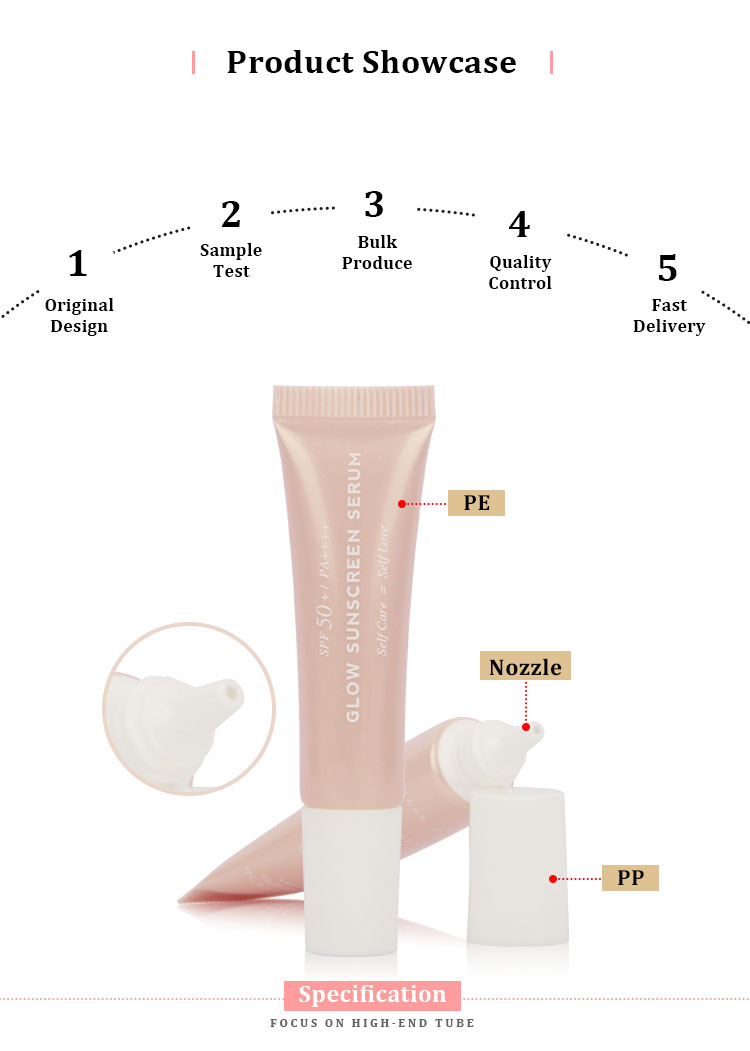 Product Showcase
1
Original
Design
2
Sample
Test
3
Bulk
Produce
4
Quality
Control
5
Fast
Delivery
SPF 50+/ PA++++
GLOW SUNSCREEN SERUM
Self Care = Self Love
PE
Nozzle
PP
Specification
FOCUS ON HIGH-END TUBE